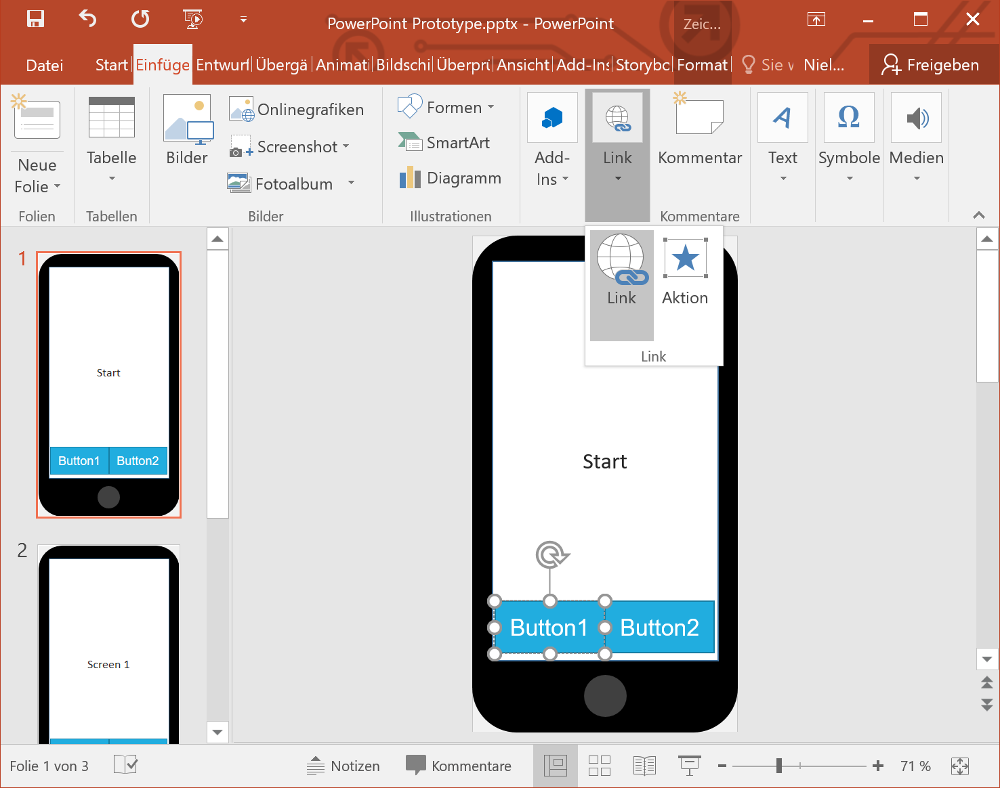 PowerPoint Prototype.pptx - PowerPoint
Zeic...
Datei Start Einfüge Entwurf Übergä Animati Bildschi Überprü Ansicht Add-Ins Storybc Format Sie v Niel... Freigeben
Neue
Folie
Folien
Tabelle
Tabellen
Bilder
Onlinegrafiken
Screenshot
Fotoalbum
Bilder
Formen
SmartArt
Diagramm
Illustrationen
Add-
Ins
Link
Kommentar
Kommentare
Text
Symbole
Medien
Link
Aktion
Link
1
Start
Button1 Button2
2
Screen 1
Start
Button1 Button2
Folie 1 von 3
Notizen
Kommentare
71 %